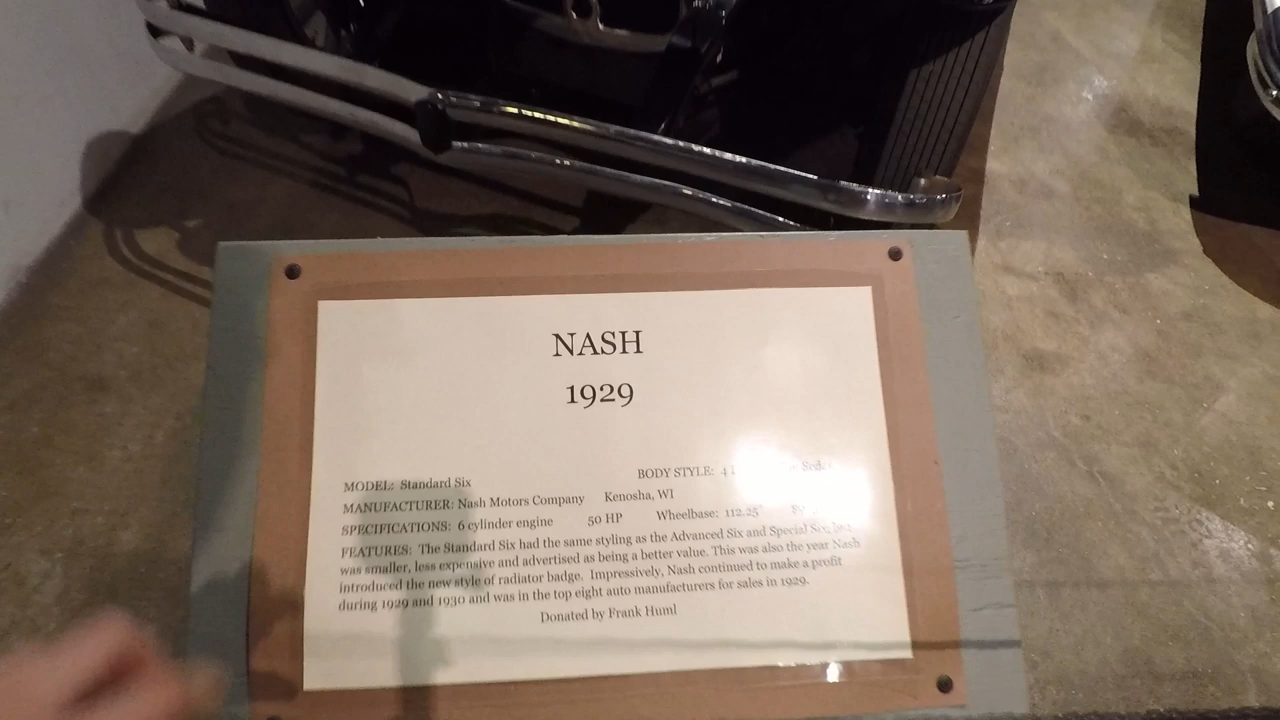 NASH
1929
MODEL: Standard Six BODY STYLE: 4
MANUFACTURER: Nash Motors Company Kenosha, WI
SPECIFICATIONS: 6 cylinder engine 50 HP Wheelbase: 112.25"
FEATURES: The Standard Six had the same styling as the Advanced Six and Special Six, but
was smaller, less expensive and advertised as being a better value. This was also the year Nash
introduced the new style of radiator badge. Impressively, Nash continued to make a profit
during 1929 and 1930 and was in the top eight auto manufacturers for sales in 1929.
Donated by Frank Huml